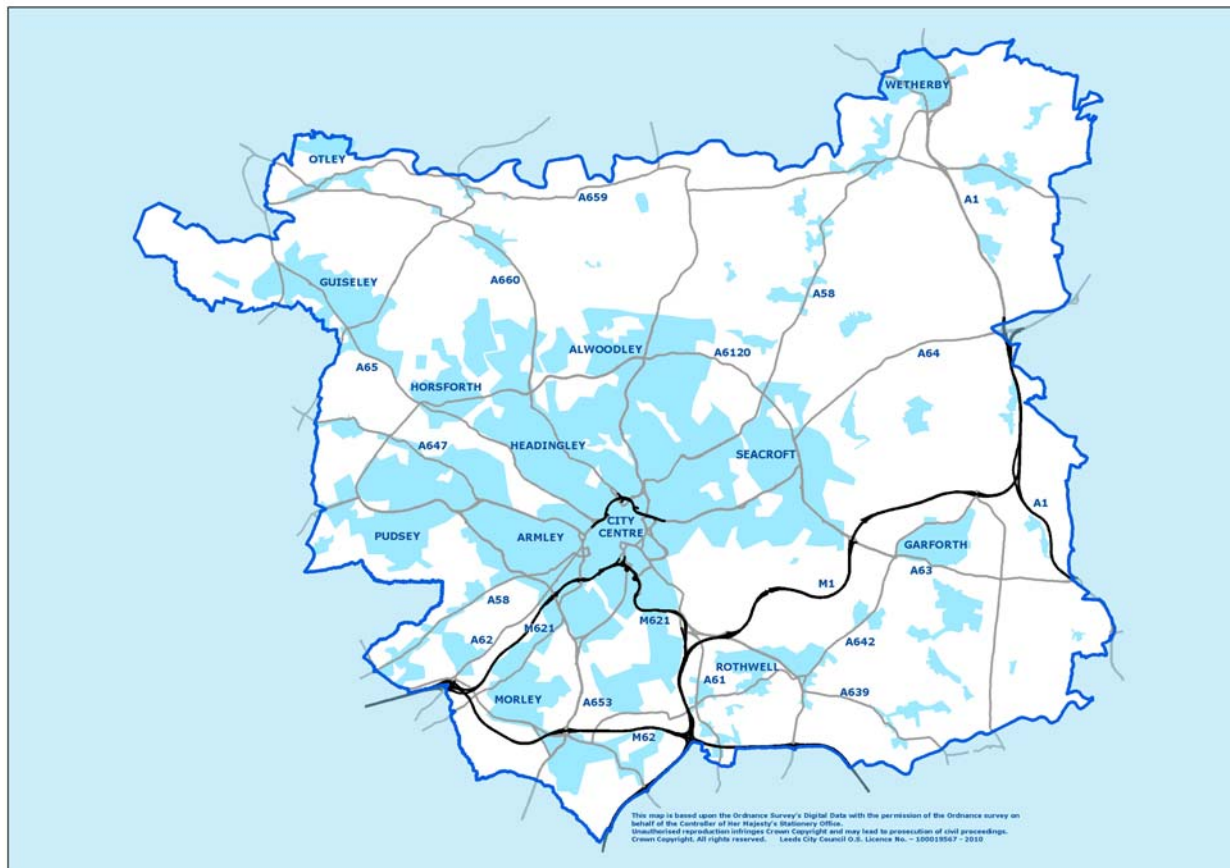 WETHERBY
OTLEY
A659
A1
GUISELEY
A660
A58
ALWOODLEY
A6120
A64
A65
HORSFORTH
A647
HEADINGLEY
SEACROFT
A1
CITY
CENTRE
PUDSEY
ARMLEY
GARFORTH
A63
M1
A58
M621
M621
A62
A642
ROTHWELL
A61
A639
MORLEY
A653
M62
This map is based upon the Ordnance Survey's Digital Data with the permission of the Ordnance survey on
behalf of the Controller of Her Majesty's Stationery Office.
Unauthorised reproduction infringes Crown Copyright and may lead to prosecution of civil proceedings.
Crown Copyright. All rights reserved. Leeds City Council O.S. Licence No. – 100019567 - 2010